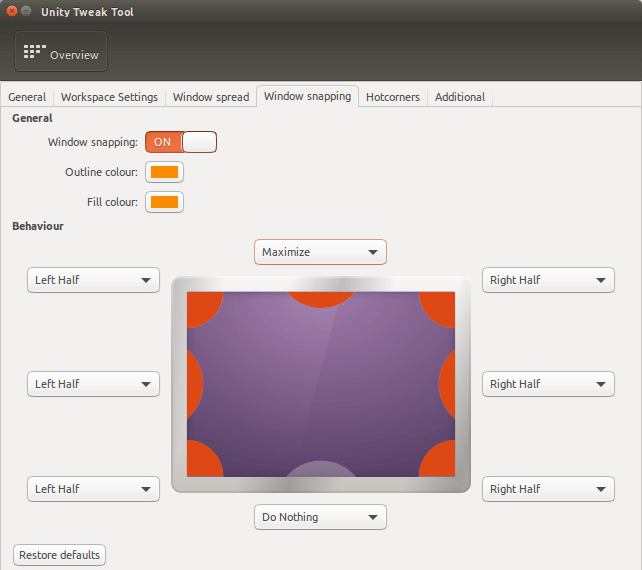 Unity Tweak Tool
Overview
General Workspace Settings Window spread Window snapping Hotcorners Additional
General
Window snapping: ON
Outline colour:
Fill colour:
Behaviour
Maximize
Left Half Right Half
Left Half Right Half
Left Half Right Half
Do Nothing
Restore defaults